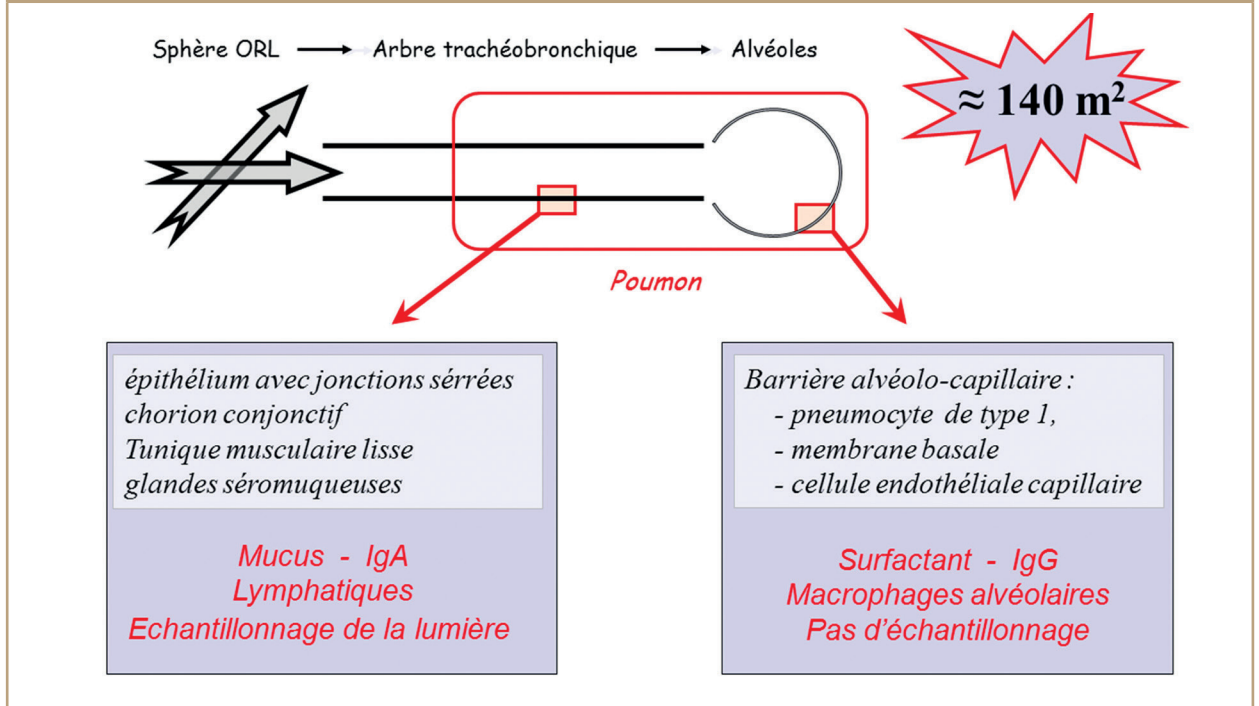 Sphère ORL Arbre trachéobronchique Alvéoles
≈ 140 m²
Poumon
épithélium avec jonctions sérrées
chorion conjonctif
Tunique musculaire lisse
glandes séromuqueuses
Mucus - IgA
Lymphatiques
Echantillonnage de la lumière
Barrière alvéolo-capillaire :
- pneumocyte de type 1,
- membrane basale
- cellule endothéliale capillaire
Surfactant - IgG
Macrophages alvéolaires
Pas d'échantillonnage